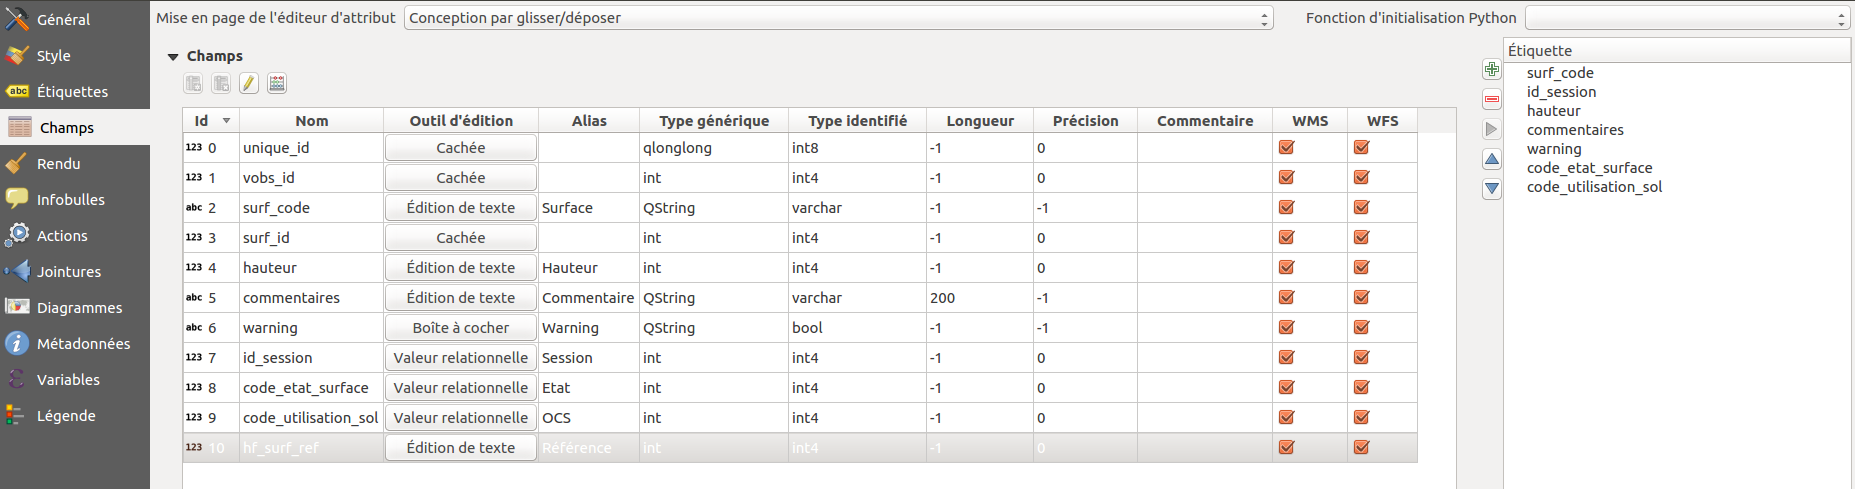 Mise en page de l'éditeur d'attribut Conception par glisser/déposer Fonction d'initialisation Python
Général
Style
abc Étiquettes
Champs
Rendu
Infobulles
Actions
Jointures
Diagrammes
Métadonnées
Variables
Légende
Champs
Id Nom Outil d'édition Alias Type générique Type identifié Longueur Précision Commentaire WMS WFS
123 0 unique_id Cachée qlonglong int8 -1 0
123 1 vobs_id Cachée int int4 -1 0
abc 2 surf_code Édition de texte Surface QString varchar -1 -1
123 3 surf_id Cachée int int4 -1 0
123 4 hauteur Édition de texte Hauteur int int4 -1 0
abc 5 commentaires Édition de texte Commentaire QString varchar 200 -1
abc 6 warning Boîte à cocher Warning QString bool -1 -1
123 7 id_session Valeur relationnelle Session int int4 -1 0
123 8 code_etat_surface Valeur relationnelle Etat int int4 -1 0
123 9 code_utilisation_sol Valeur relationnelle OCS int int4 -1 0
123 10 hf_surf_ref Édition de texte Référence int int4 -1 0
Étiquette
surf_code
id_session
hauteur
commentaires
warning
code_etat_surface
code_utilisation_sol